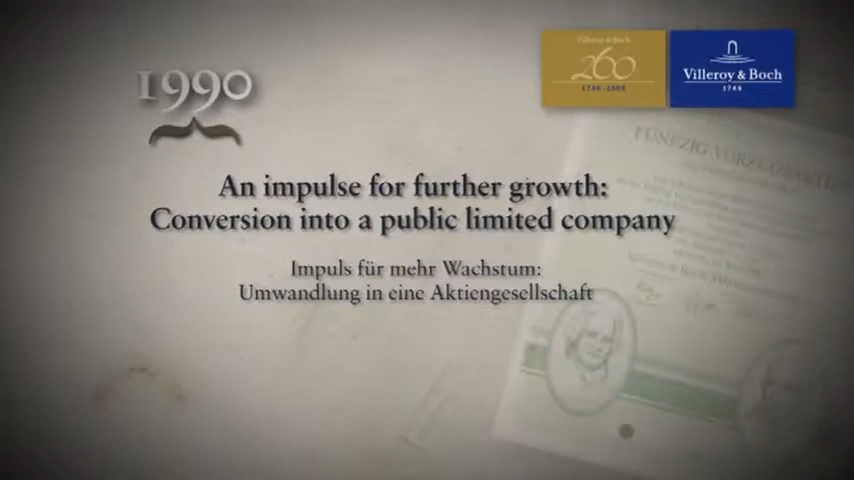 1990
Villeroy & Boch
260
1748-2008
Villeroy & Boch
1748
An impulse for further growth:
Conversion into a public limited company
Impuls für mehr Wachstum:
Umwandlung in eine Aktiengesellschaft
FÜNFZIG VORZUGSAKTIEN